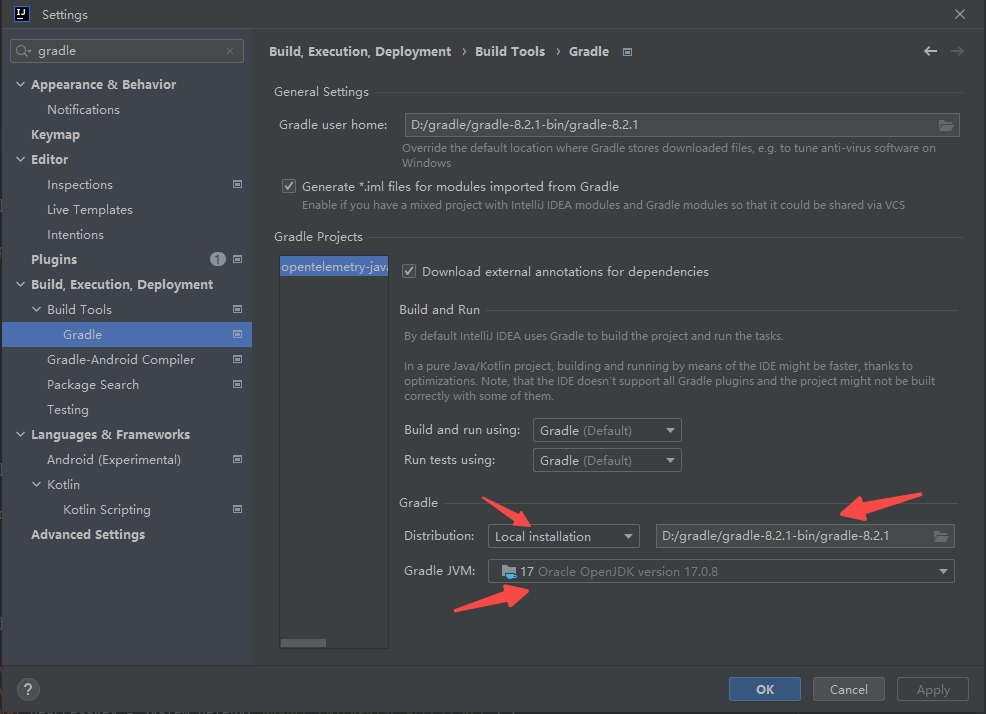 IJ
Settings
gradle
Appearance & Behavior
Notifications
Keymap
Editor
Inspections
Live Templates
Intentions
Plugins 1
Build, Execution, Deployment
Build Tools
Gradle
Gradle-Android Compiler
Package Search
Testing
Languages & Frameworks
Android (Experimental)
Kotlin
Kotlin Scripting
Advanced Settings
Build, Execution, Deployment › Build Tools › Gradle
General Settings
Gradle user home: D:/gradle/gradle-8.2.1-bin/gradle-8.2.1
Override the default location where Gradle stores downloaded files, e.g. to tune anti-virus software on
Windows
Generate *.iml files for modules imported from Gradle
Enable if you have a mixed project with IntelliJ IDEA modules and Gradle modules so that it could be shared via VCS
Gradle Projects
opentelemetry-java
Download external annotations for dependencies
Build and Run
By default IntelliJ IDEA uses Gradle to build the project and run the tasks.
In a pure Java/Kotlin project, building and running by means of the IDE might be faster, thanks to
optimizations. Note, that the IDE doesn't support all Gradle plugins and the project might not be built
correctly with some of them.
Build and run using: Gradle (Default)
Run tests using: Gradle (Default)
Gradle
Distribution: Local installation D:/gradle/gradle-8.2.1-bin/gradle-8.2.1
Gradle JVM: 17 Oracle OpenJDK version 17.0.8
? OK Cancel Apply